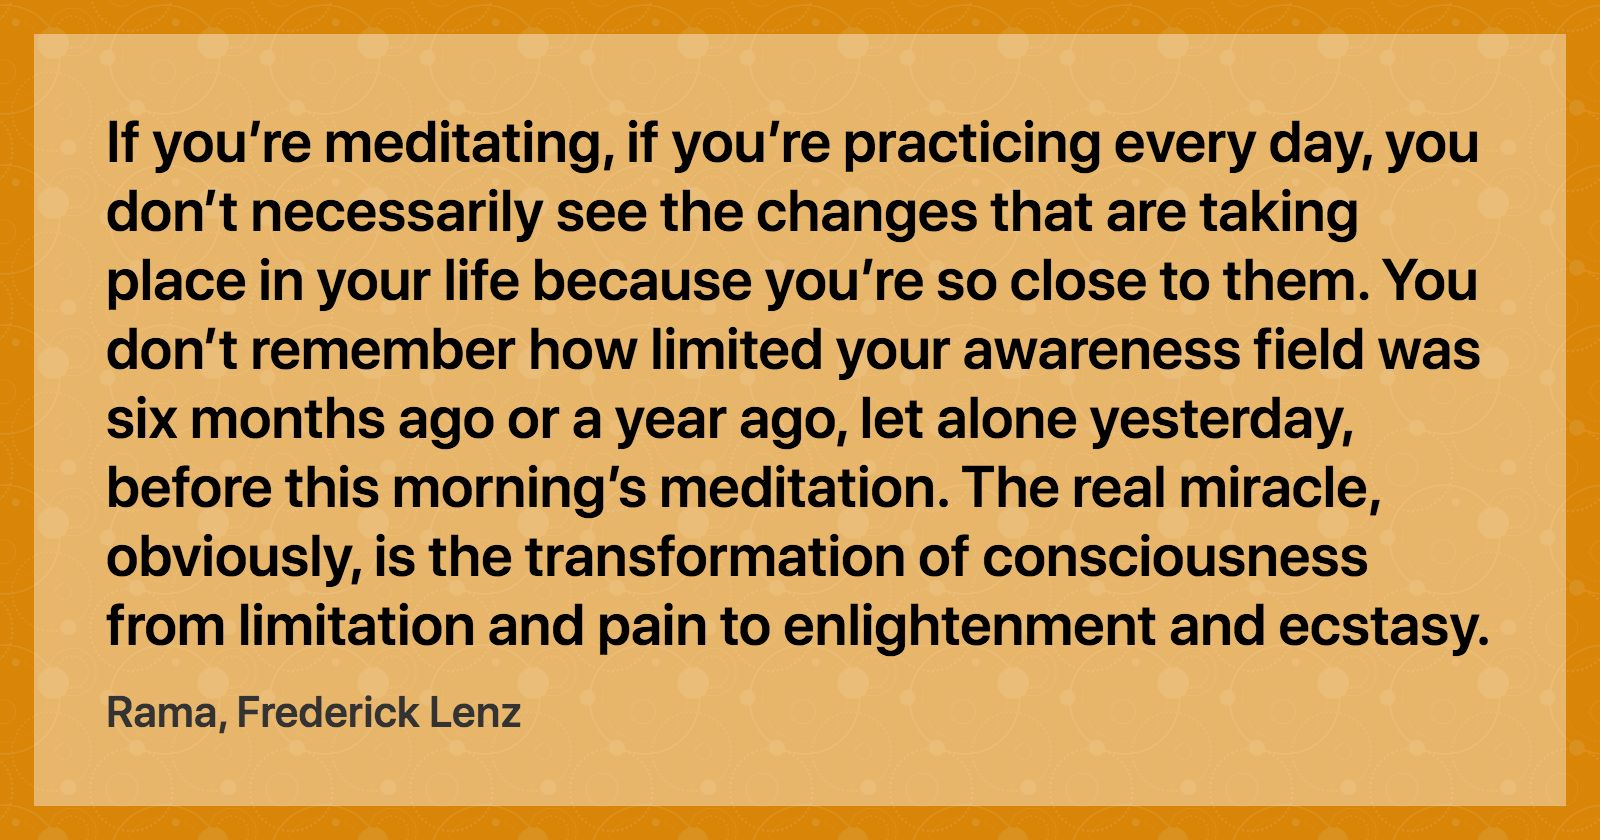 If you’re meditating, if you’re practicing every day, you
don’t necessarily see the changes that are taking
place in your life because you’re so close to them. You
don’t remember how limited your awareness field was
six months ago or a year ago, let alone yesterday,
before this morning’s meditation. The real miracle,
obviously, is the transformation of consciousness
from limitation and pain to enlightenment and ecstasy.
Rama, Frederick Lenz